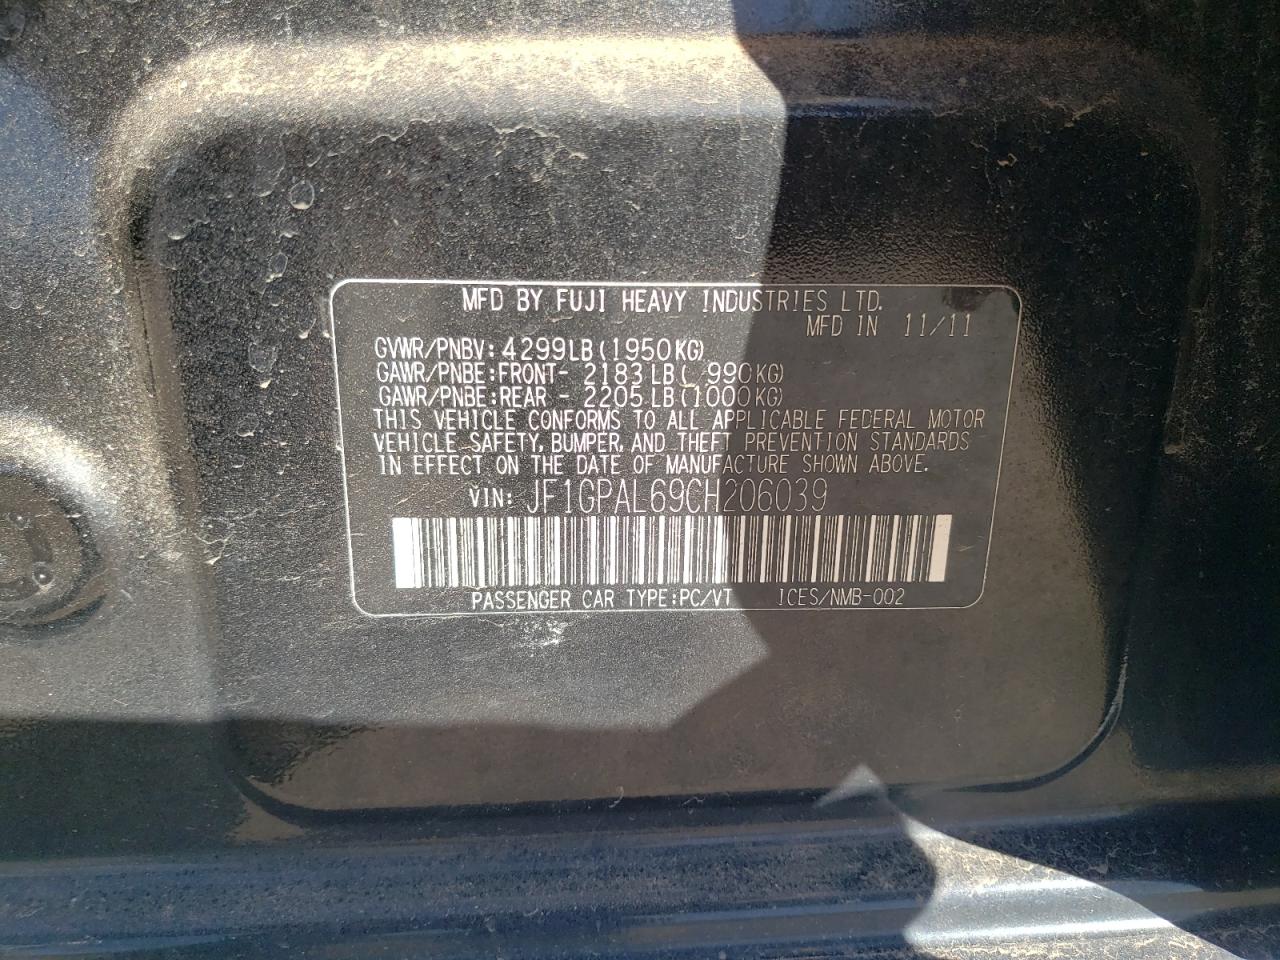 MFD BY FUJI HEAVY INDUSTRIES LTD.
MFD IN 11/11
GVWR/PNBV: 4299LB(1950KG)
GAWR/PNBE:FRONT- 2183LB( 990KG)
GAWR/PNBE:REAR - 2205LB(1000KG)
THIS VEHICLE CONFORMS TO ALL APPLICABLE FEDERAL MOTOR
VEHICLE SAFETY, BUMPER, AND THEFT PREVENTION STANDARDS
IN EFFECT ON THE DATE OF MANUFACTURE SHOWN ABOVE.
VIN: JF1GPAL69CH206039
PASSENGER CAR TYPE:PC/VT ICES/NMB-002